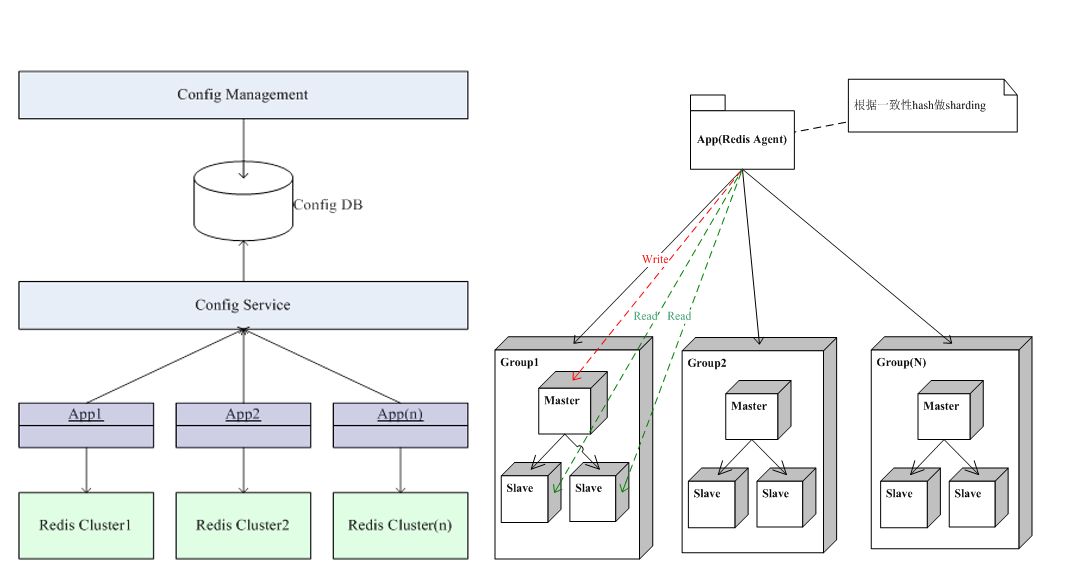 Config Management
Config DB
Config Service
App1
App2
App(n)
Redis Cluster1
Redis Cluster2
Redis Cluster(n)
根据一致性hash做sharding
App(Redis Agent)
Write
Read
Read
Group1
Master
Slave
Slave
Group2
Master
Slave
Slave
Group(N)
Master
Slave
Slave